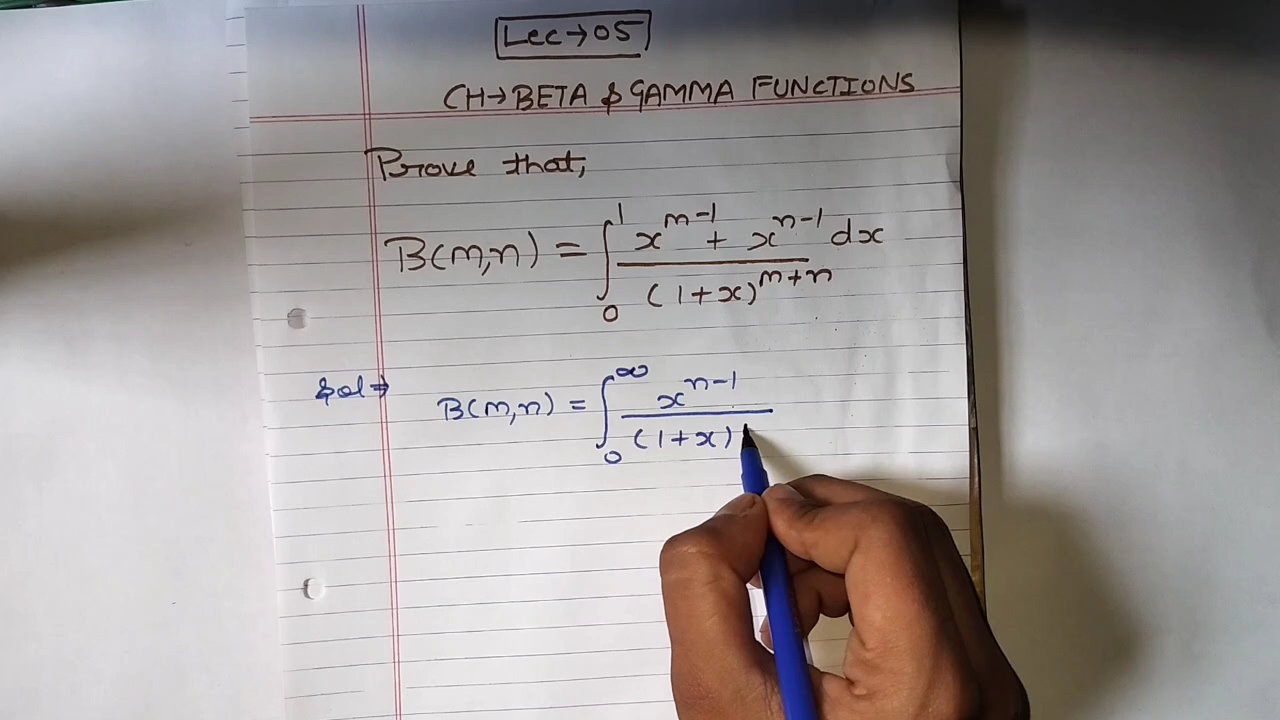 Lec→05
CH→BETA & GAMMA FUNCTIONS
Prove that,
B(m,n) = ∫₀¹ (x^(m-1) + x^(n-1))/(1+x)^(m+n) dx
Sol→ B(m,n) = ∫₀^∞ x^(n-1)/(1+x)